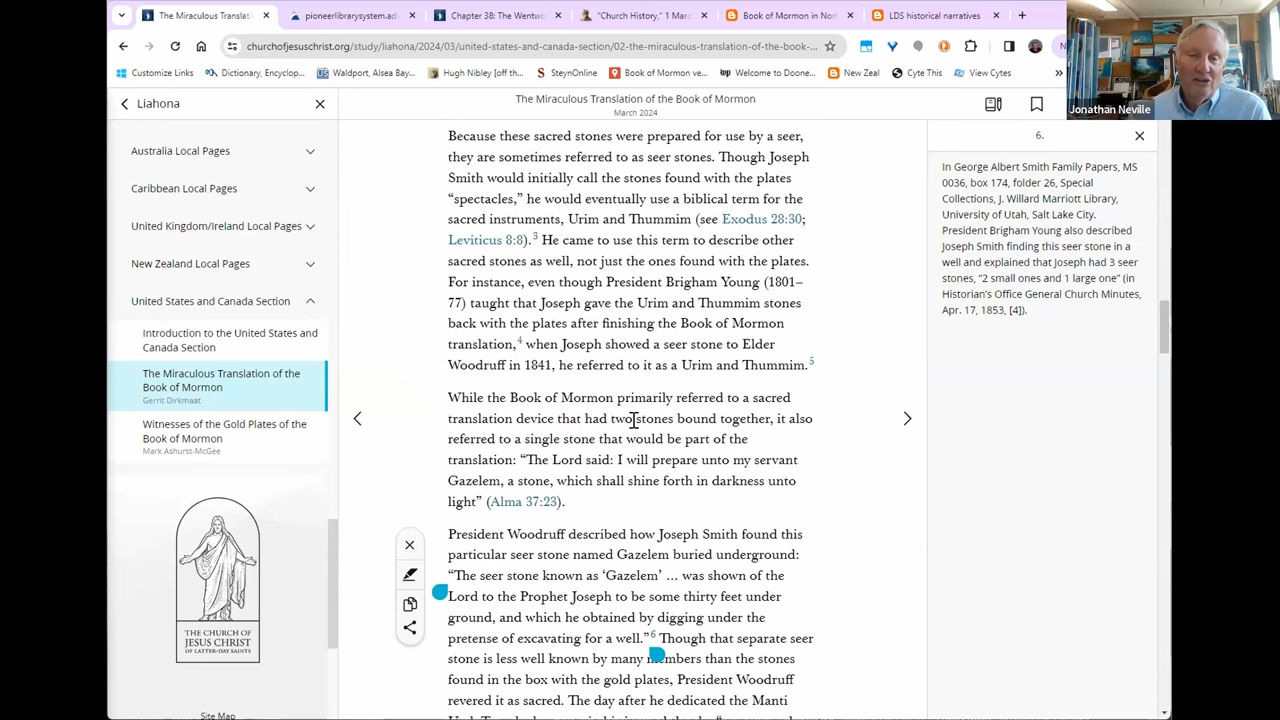 The Miraculous Translati
pioneerlibrarysystem.ad
Chapter 38: The Wentwo
"Church History," 1 Marc
Book of Mormon in Nort
LDS historical narratives
churchofjesuschrist.org/study/liahona/2024/03/united-states-and-canada-section/02-the-miraculous-translation-of-the-book-...
Customize Links
Dictionary, Encyclop...
Waldport, Alsea Bay...
Hugh
KeynOnline
Book of Mormon ve...
Welcome to Doone...
New Zeal
Cyte This
View Cytes
Jonathan Neville
Liahona
The Miraculous Translation of the Book of Mormon
March 2024
Australia Local Pages
Caribbean Local Pages
United Kingdom/Ireland Local Pages
New Zealand Local Pages
United States and Canada Section
Introduction to the United States and
Canada Section
The Miraculous Translation of the
Book of Mormon
Gerrit Dirkmaat
Witnesses of the Gold Plates of the
Book of Mormon
Mark Ashurst-McGee
THE CHURCH OF
JESUS CHRIST
OF LATTER-DAY SAINTS
Site Map
these sacred stones were prepared for use by a seer,
they are sometimes referred to as seer stones. Though Joseph
Smith would initially call the stones found with the plates
“spectacles,” he would eventually use a biblical term for the
sacred instruments, Urim and Thummim (see Exodus 28:30;
Leviticus 8:8).3 He came to use this term to describe other
sacred stones as well, not just the ones found with the plates.
For instance, even though President Brigham Young (1801–
77) taught that Joseph gave the Urim and Thummim stones
back with the plates after finishing the Book of Mormon
translation,4 when Joseph showed a seer stone to Elder
Woodruff in 1841, he referred to it as a Urim and Thummim.5
While the Book of Mormon primarily referred to a sacred
translation device that had two stones bound together, it also
referred to a single stone that would be part of the
translation: “The Lord said: I will prepare unto my servant
Gazelem, a stone, which shall shine forth in darkness unto
light” (Alma 37:23).
President Woodruff described how Joseph Smith found this
particular seer stone named Gazelem buried underground:
“The seer stone known as ‘Gazelem’ … was shown of the
Lord to the Prophet Joseph to be some thirty feet under
ground, and which he obtained by digging under the
pretense of excavating for a well.”6 Though that separate seer
stone is less well known by many members than the stones
found in the box with the gold plates, President Woodruff
revered it as sacred. The day after he dedicated the Manti
6.
In George Albert Smith Family Papers, MS
0036, box 174, folder 26, Special
Collections, J. Willard Marriott Library,
University of Utah, Salt Lake City.
President Brigham Young also described
Joseph Smith finding this seer stone in a
well and explained that Joseph had 3 seer
stones, “2 small ones and 1 large one” (in
Historian’s Office General Church Minutes,
Apr. 17, 1853, [4]).